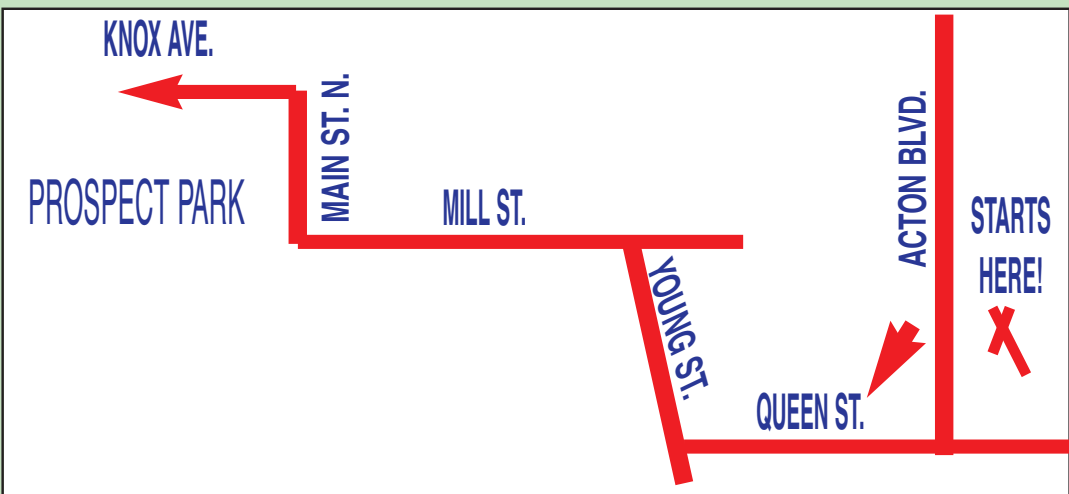 KNOX AVE.
MAIN ST. N.
PROSPECT PARK
MILL ST.
YOUNG ST.
QUEEN ST.
ACTON BLVD.
STARTS
HERE!